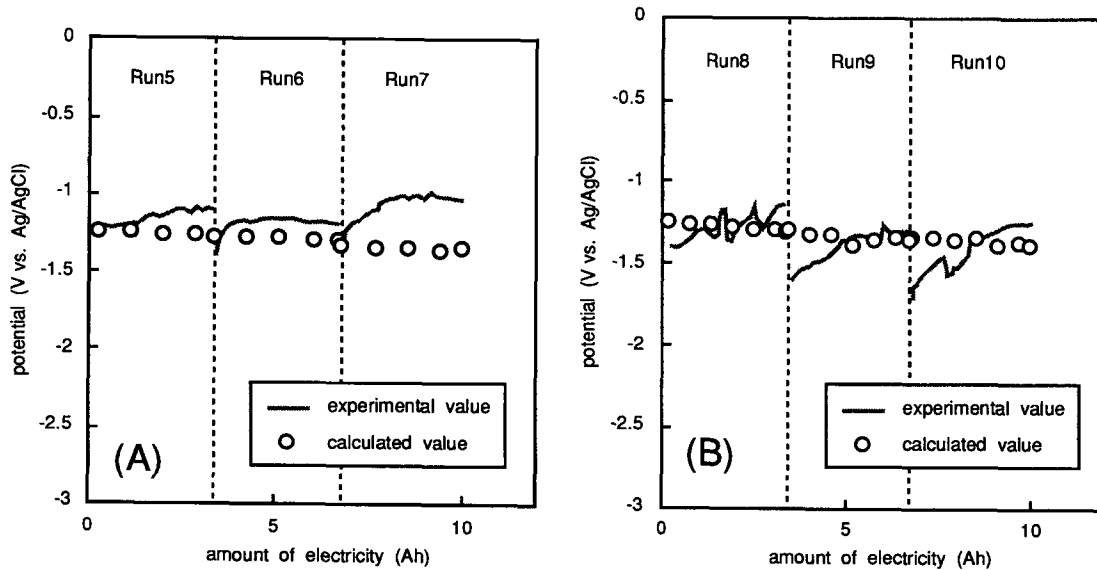 0
-0.5
-1
-1.5
-2
-2.5
-3
potential (V vs. Ag/AgCl)
Run5 Run6 Run7
experimental value
calculated value
(A)
0 5 10
amount of electricity (Ah)
0
-0.5
-1
-1.5
-2
-2.5
-3
potential (V vs. Ag/AgCl)
Run8 Run9 Run10
experimental value
calculated value
(B)
0 5 10
amount of electricity (Ah)